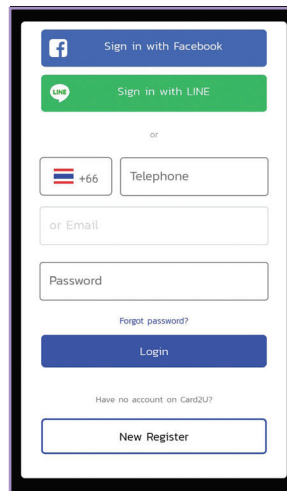 Sign in with Facebook
LINE
Sign in with LINE
or
+66
Telephone
or Email
Password
Forgot password?
Login
Have no account on Card2U?
New Register